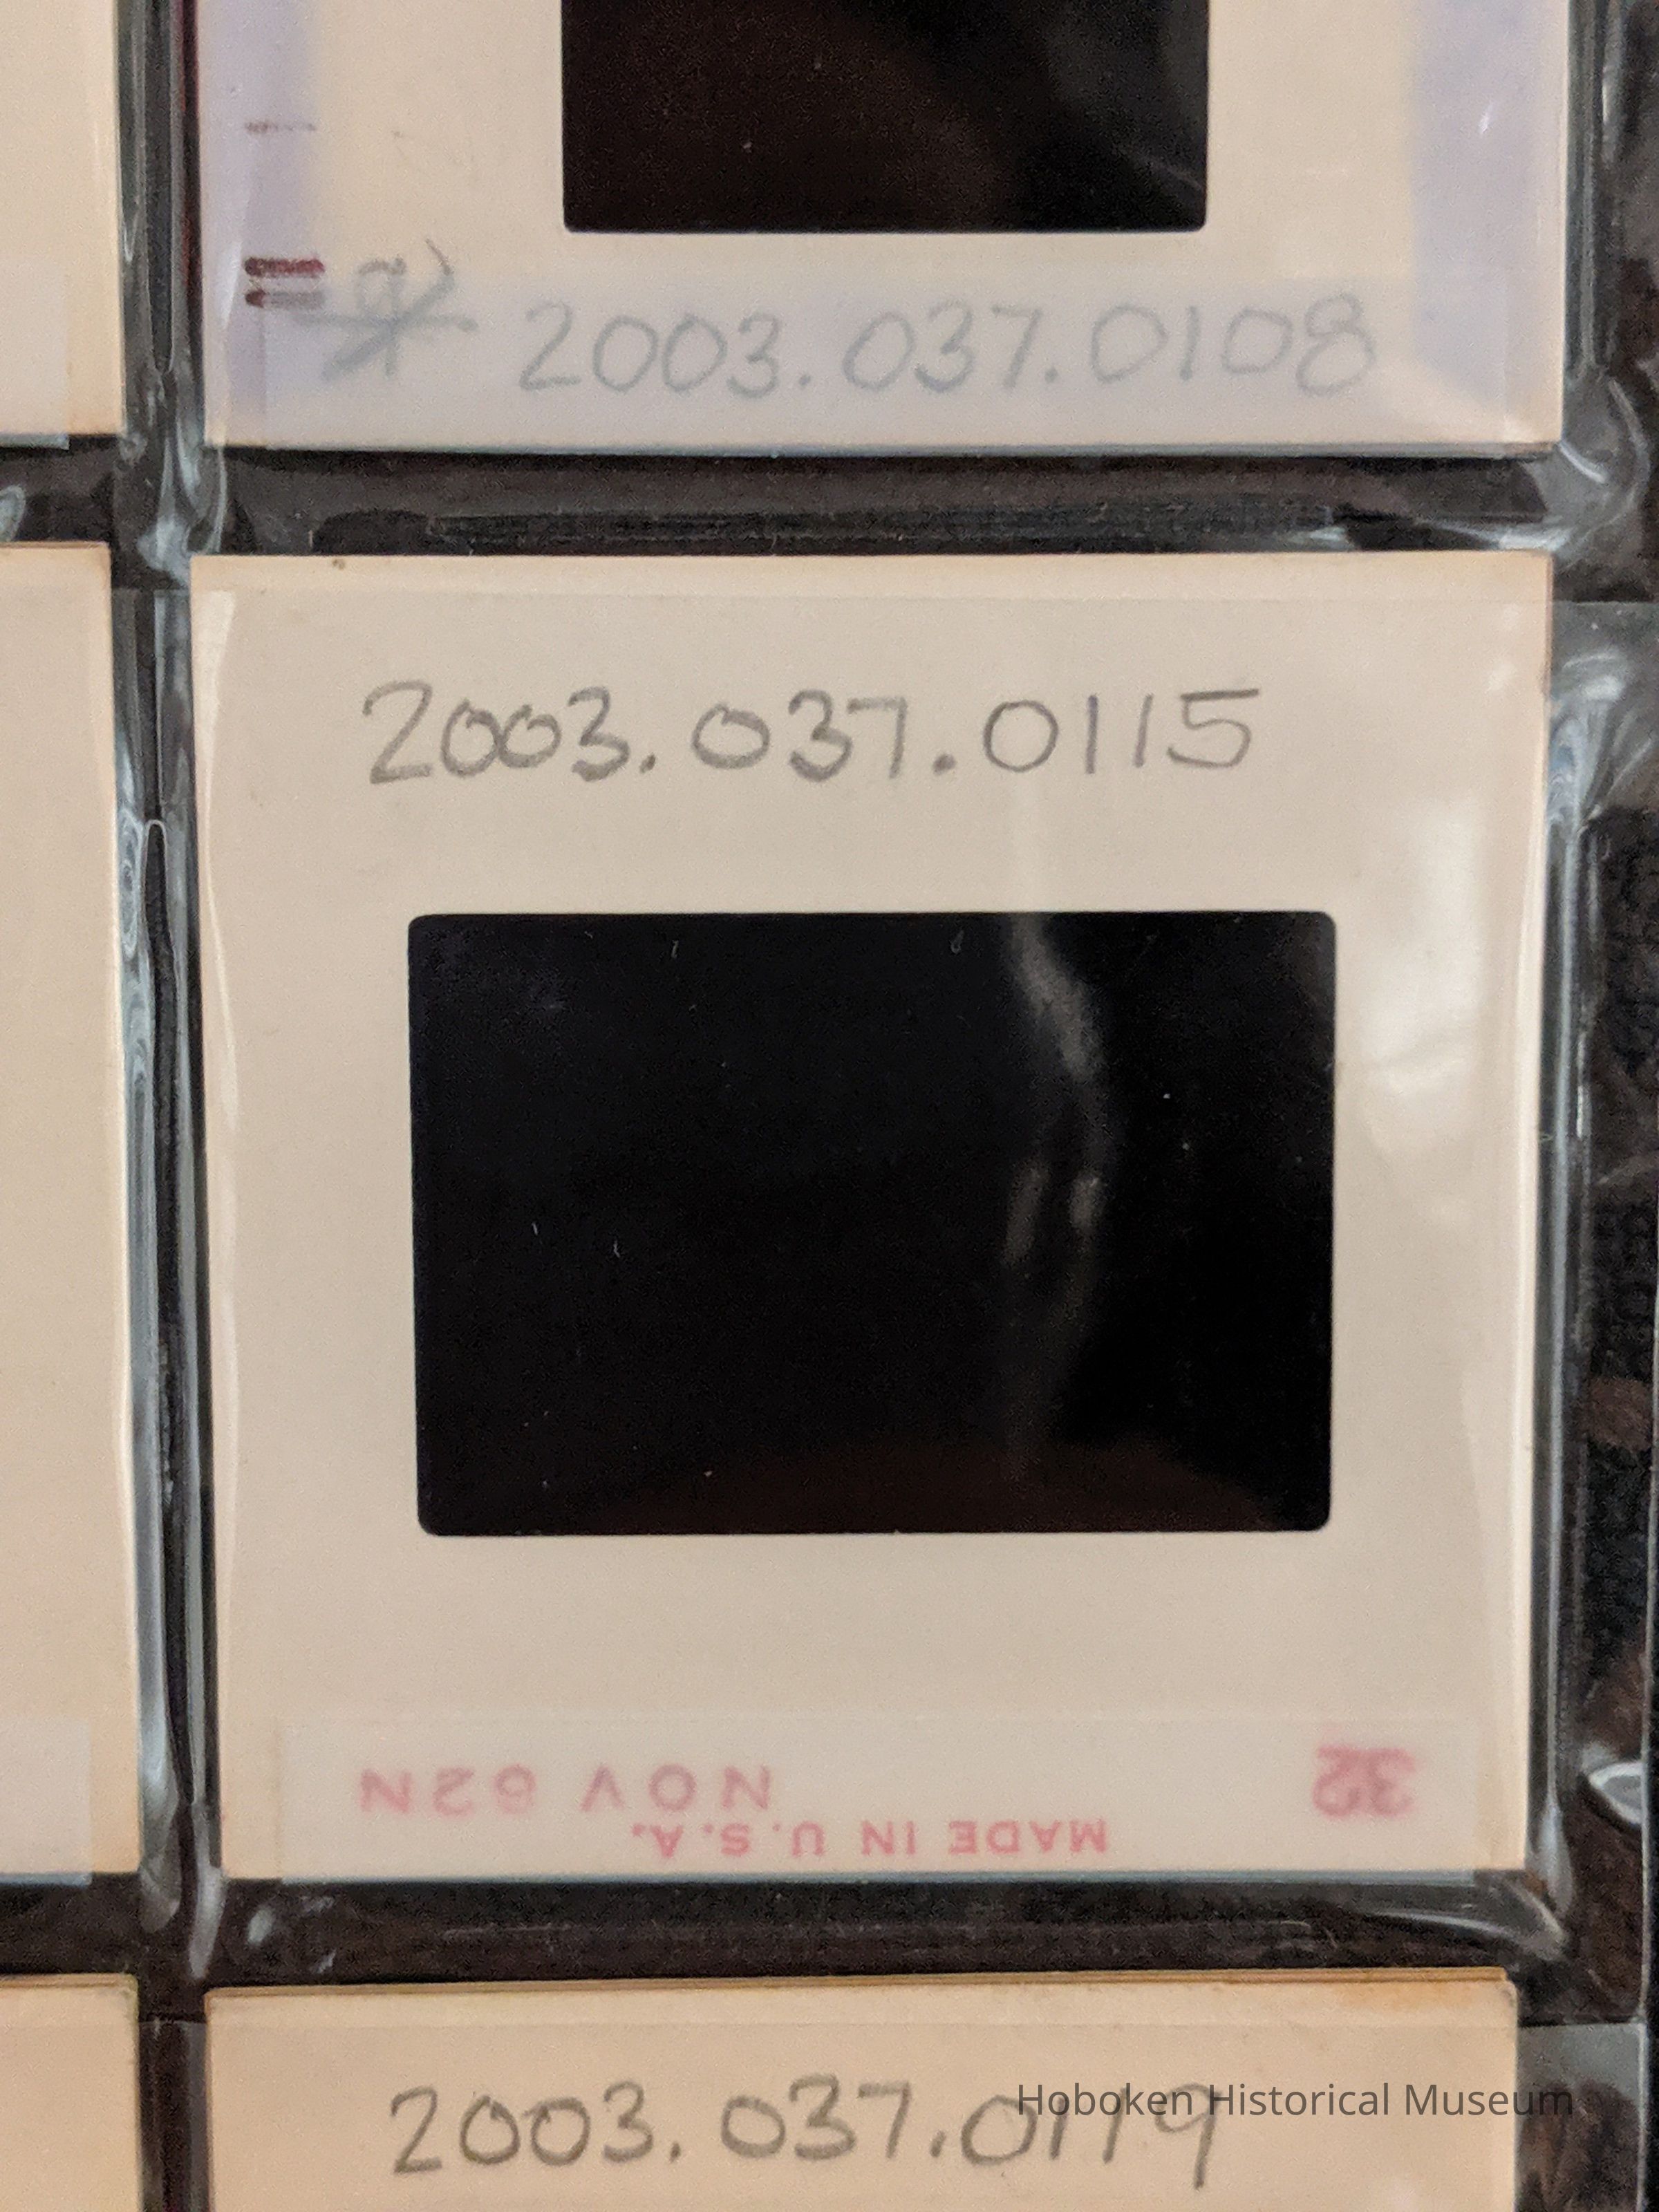 2003.037.0108
2003.037.0115
32
NOV 62N
MADE IN U.S.A.
2003.037.0119
Hoboken Historical Museum